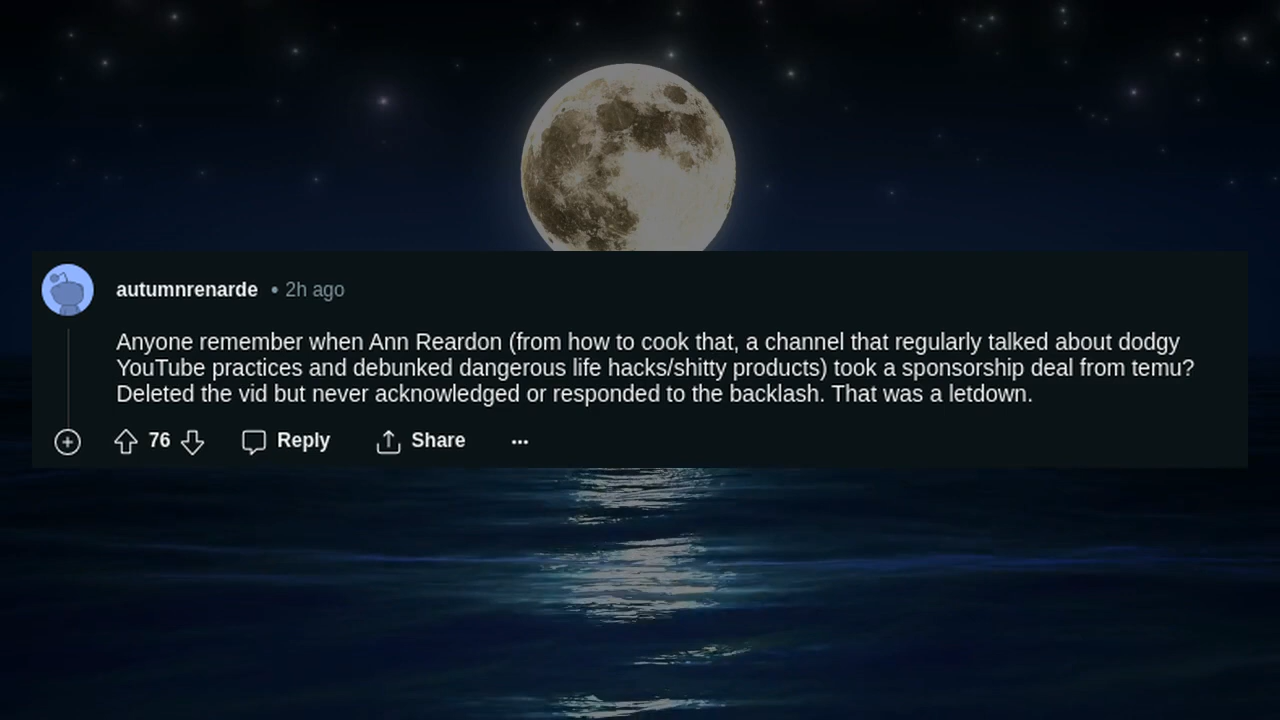 autumnrenarde • 2h ago
Anyone remember when Ann Reardon (from how to cook that, a channel that regularly talked about dodgy
YouTube practices and debunked dangerous life hacks/shitty products) took a sponsorship deal from temu?
Deleted the vid but never acknowledged or responded to the backlash. That was a letdown.
76 Reply Share ···